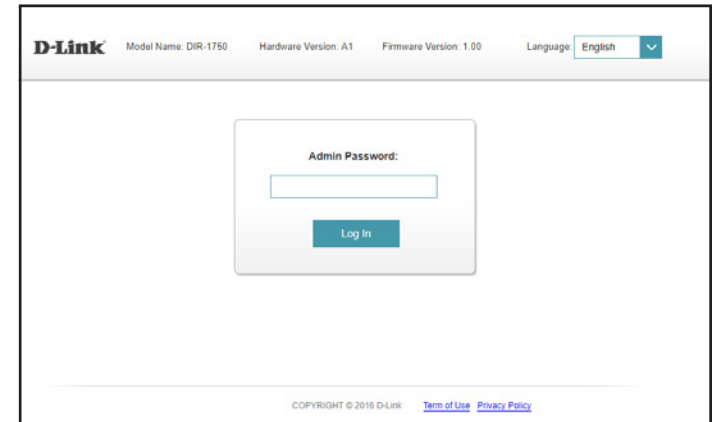 D-Link Model Name: DIR-1750 Hardware Version: A1 Firmware Version: 1.00 Language: English
Admin Password:
Log In
COPYRIGHT © 2016 D-Link Term of Use Privacy Policy